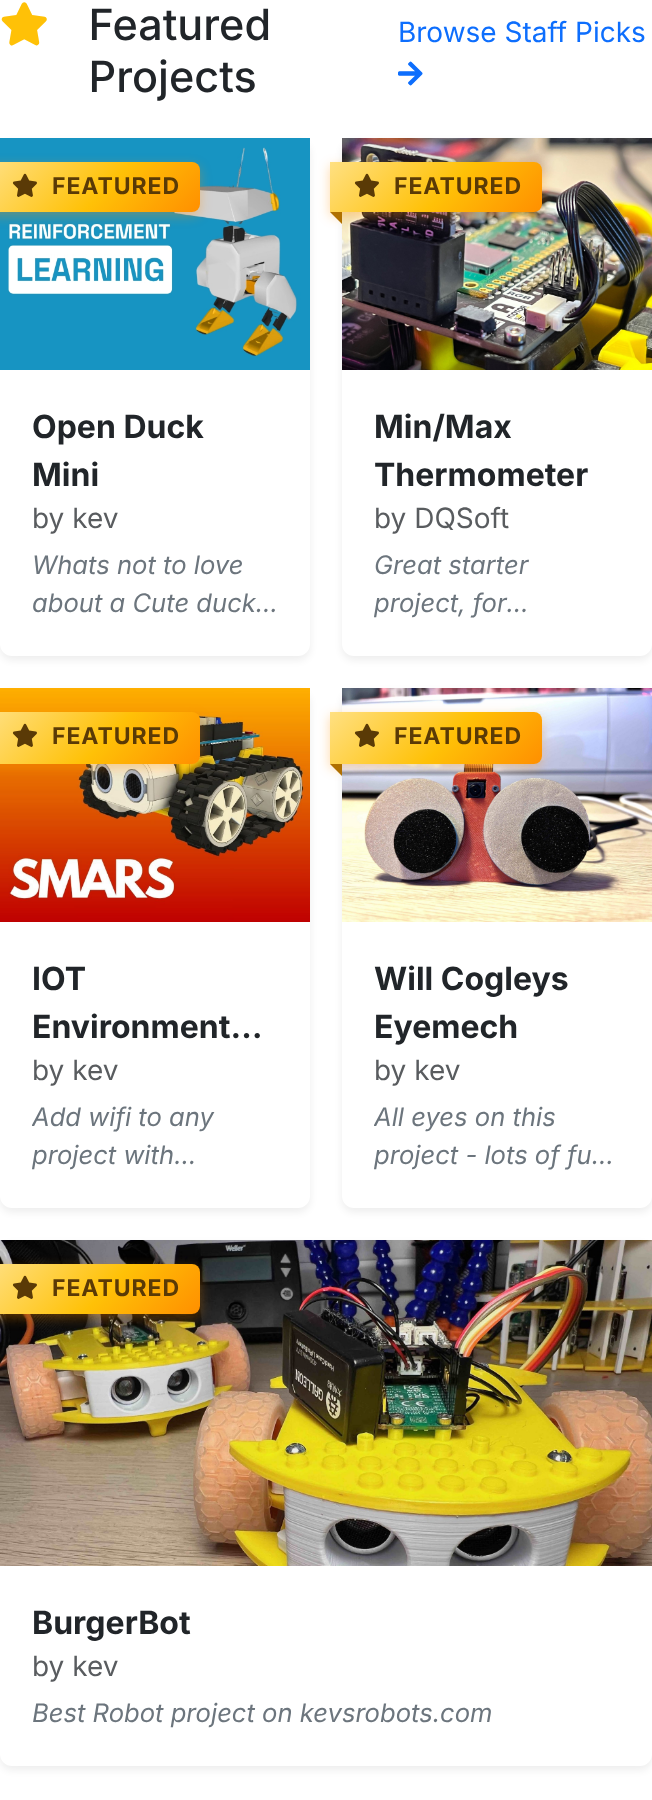 Featured
Projects
Browse Staff Picks
→
FEATURED
REINFORCEMENT
LEARNING
Open Duck
Mini
by kev
Whats not to love
about a Cute duck...
FEATURED
Min/Max
Thermometer
by DQSoft
Great starter
project, for...
FEATURED
SMARS
IOT
Environment...
by kev
Add wifi to any
project with...
FEATURED
Will Cogleys
Eyemech
by kev
All eyes on this
project - lots of fu...
FEATURED
Weller
GALLEON
BurgerBot
by kev
Best Robot project on kevsrobots.com